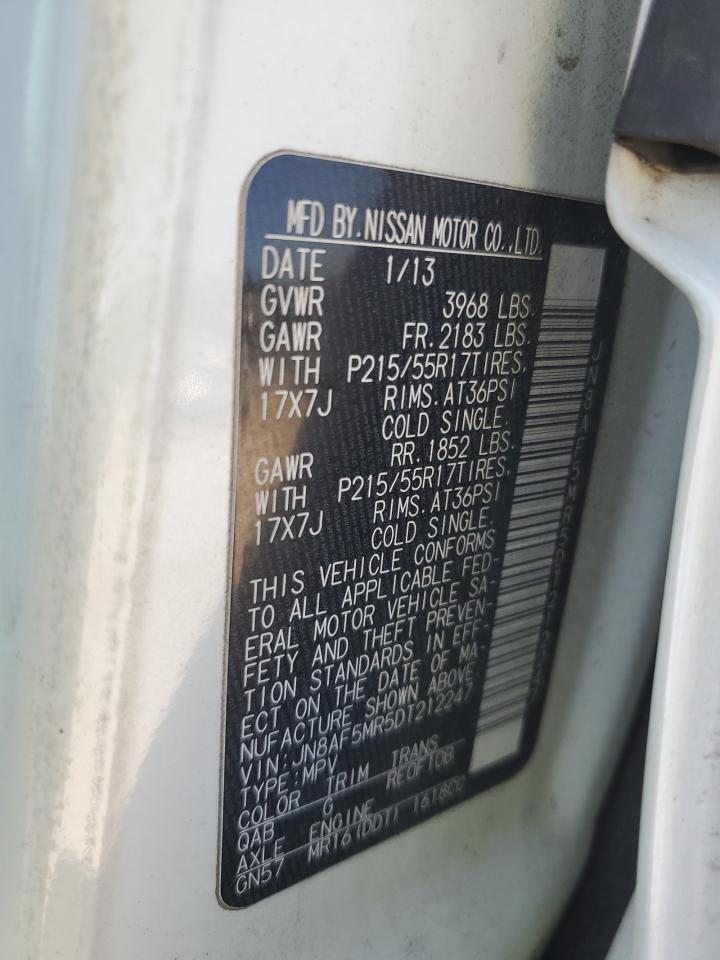 MFD BY. NISSAN MOTOR CO.,LTD.
DATE 1/13
GVWR 3968 LBS.
GAWR FR. 2183 LBS.
WITH P215/55R17TIRES.
17X7J RIMS. AT36PSI
COLD SINGLE.
GAWR RR. 1852 LBS.
WITH P215/55R17TIRES.
17X7J RIMS. AT36PSI
COLD SINGLE.
THIS VEHICLE CONFORMS
TO ALL APPLICABLE FED-
ERAL MOTOR VEHICLE SA-
FETY AND THEFT PREVEN-
TION STANDARDS IN EFF-
ECT ON THE DATE OF MA-
NUFACTURE SHOWN ABOVE.
VIN: JN8AF5MR5DT212247
TYPE: MPV
COLOR TRIM TRANS
QAB G RE0F10B
AXLE ENGINE
GN57 MR16(DDT) 1618CC
JN8AF5MR5DT212247